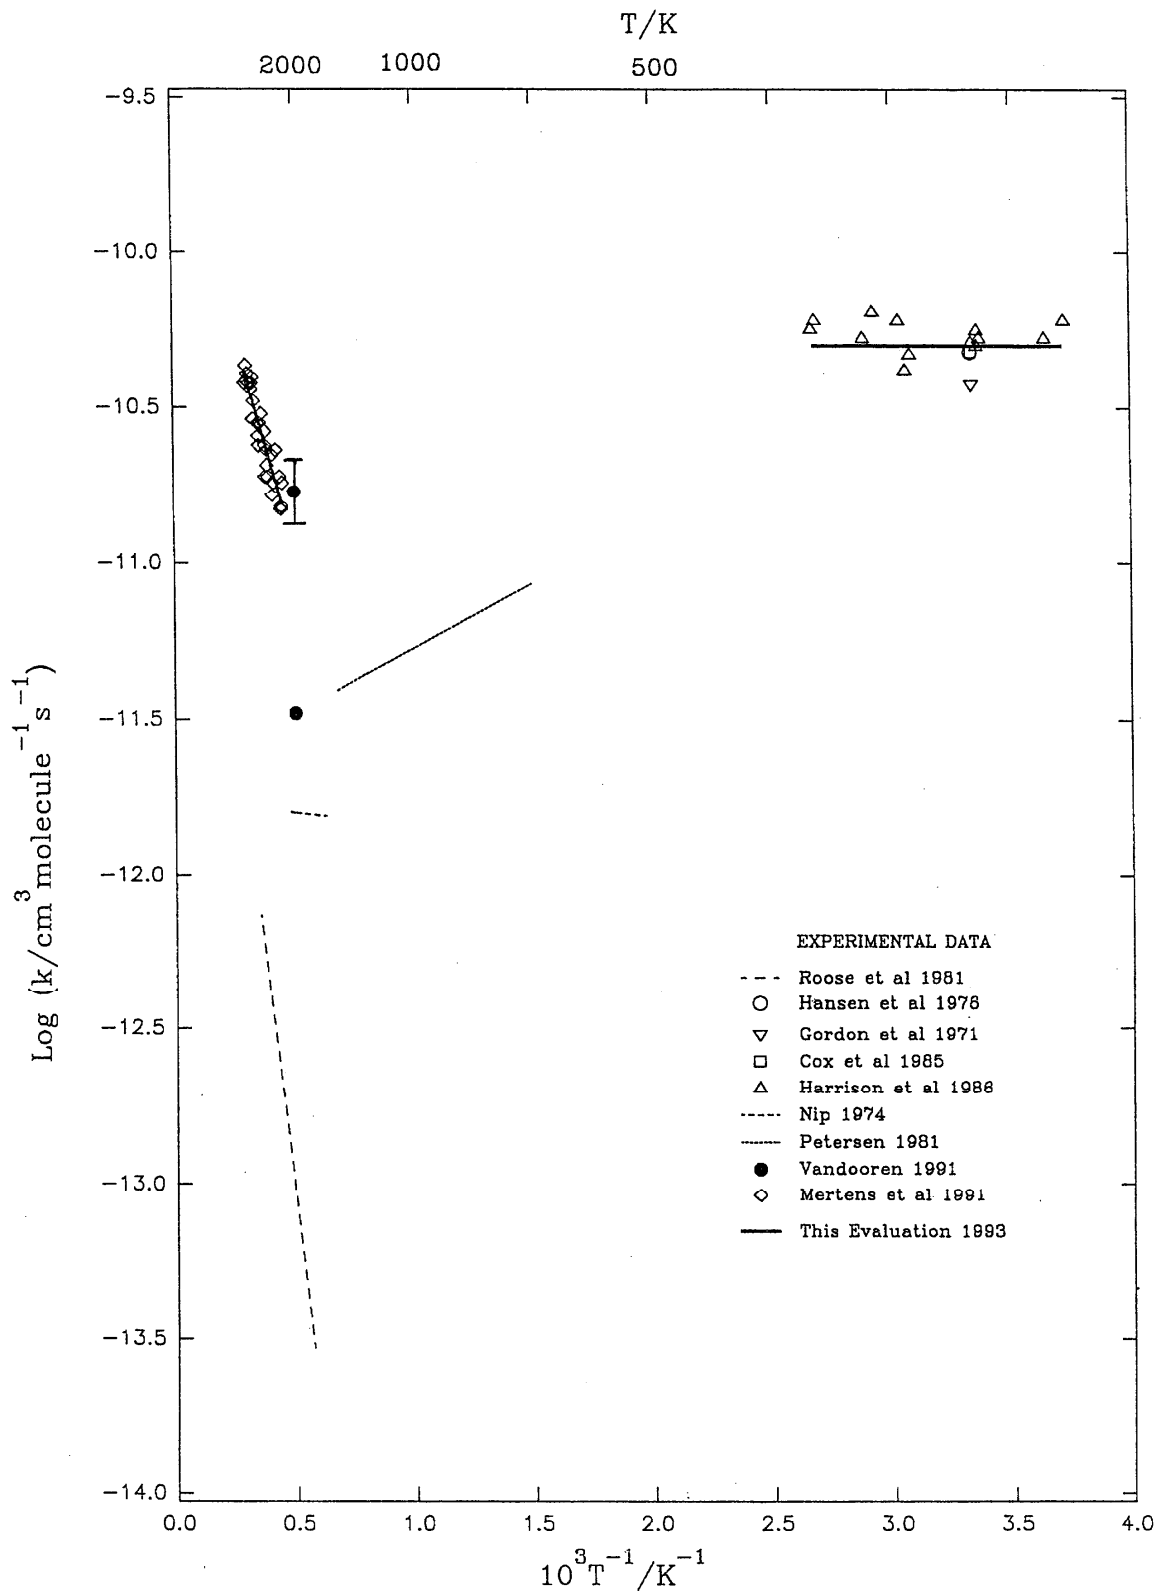 T/K
2000 1000 500
−9.5
−10.0
−10.5
−11.0
−11.5
−12.0
−12.5
−13.0
−13.5
−14.0
Log (k/cm³ molecule⁻¹ s⁻¹)
EXPERIMENTAL DATA
Roose et al 1981
Hansen et al 1976
Gordon et al 1971
Cox et al 1985
Harrison et al 1986
Nip 1974
Petersen 1981
Vandooren 1991
Mertens et al 1991
This Evaluation 1993
0.0 0.5 1.0 1.5 2.0 2.5 3.0 3.5 4.0
10³T⁻¹/K⁻¹